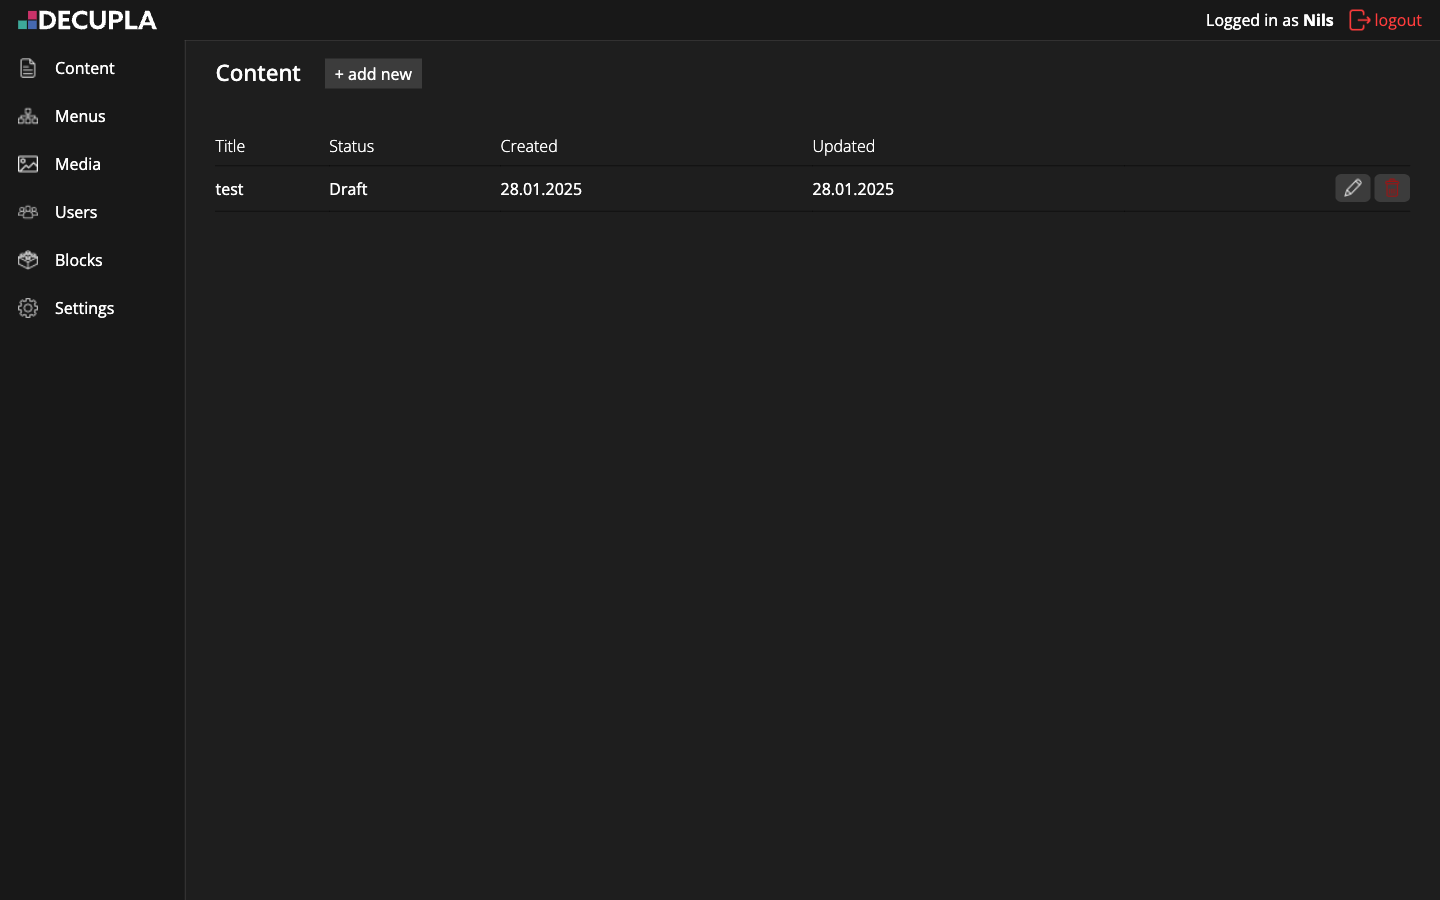 DECUPLA
Logged in as Nils logout
Content
Menus
Media
Users
Blocks
Settings
Content + add new
Title Status Created Updated
test Draft 28.01.2025 28.01.2025